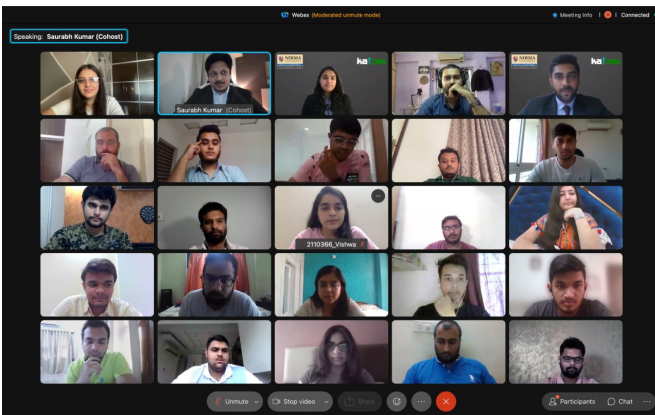 Webex (Moderated unmute mode)
Meeting Info
Connected
Speaking: Saurabh Kumar (Cohost)
NIRMA
NIRMA
Saurabh Kumar (Cohost)
2110366_Vishwa
Unmute
Stop video
Share
Participants
Chat